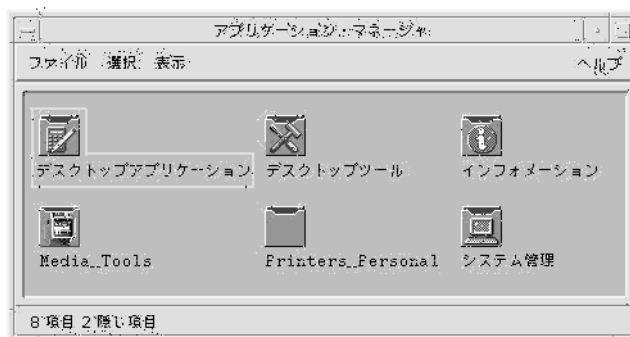 アプリケーション・マネージャ
ファイル 選択 表示 ヘルプ
デスクトップアプリケーション デスクトップツール インフォメーション
Media_Tools Printers_Personal システム管理
8 項目 2 隠し項目